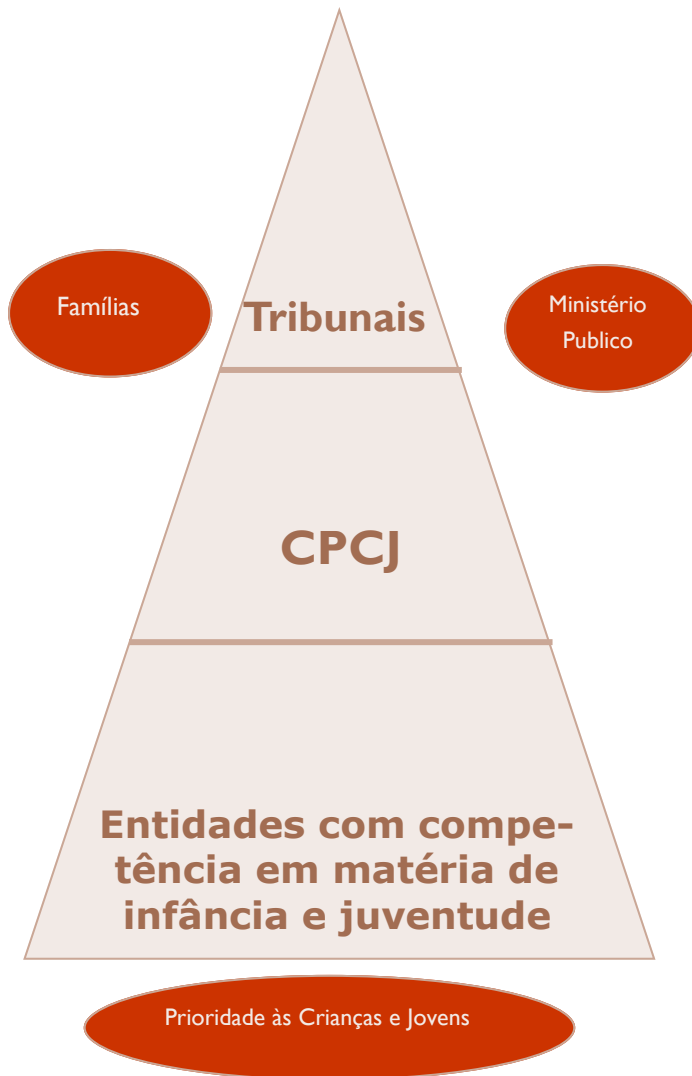 Famílias
Tribunais
Ministério
Publico
CPCJ
Entidades com compe-
tência em matéria de
infância e juventude
Prioridade às Crianças e Jovens